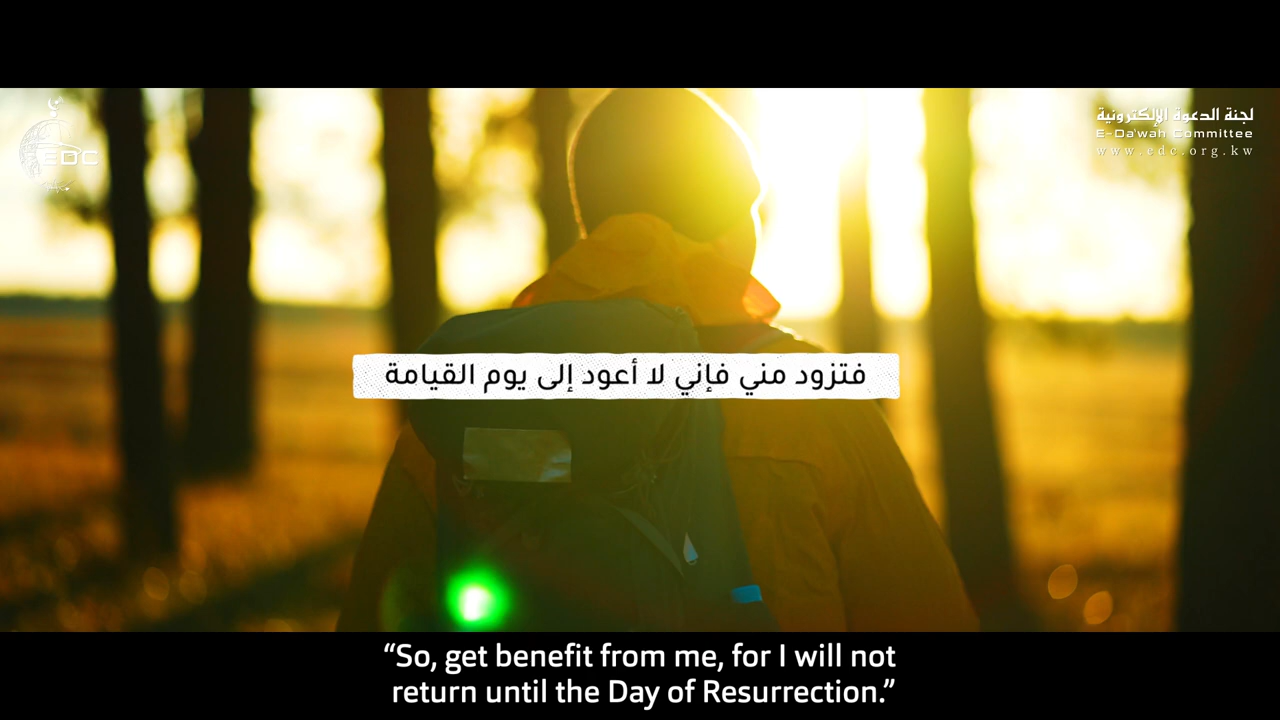 EDC
لجنة الدعوة الإلكترونية
E-Da'wah Committee
www.edc.org.kw
فتزود مني فإني لا أعود إلى يوم القيامة
“So, get benefit from me, for I will not
return until the Day of Resurrection.”